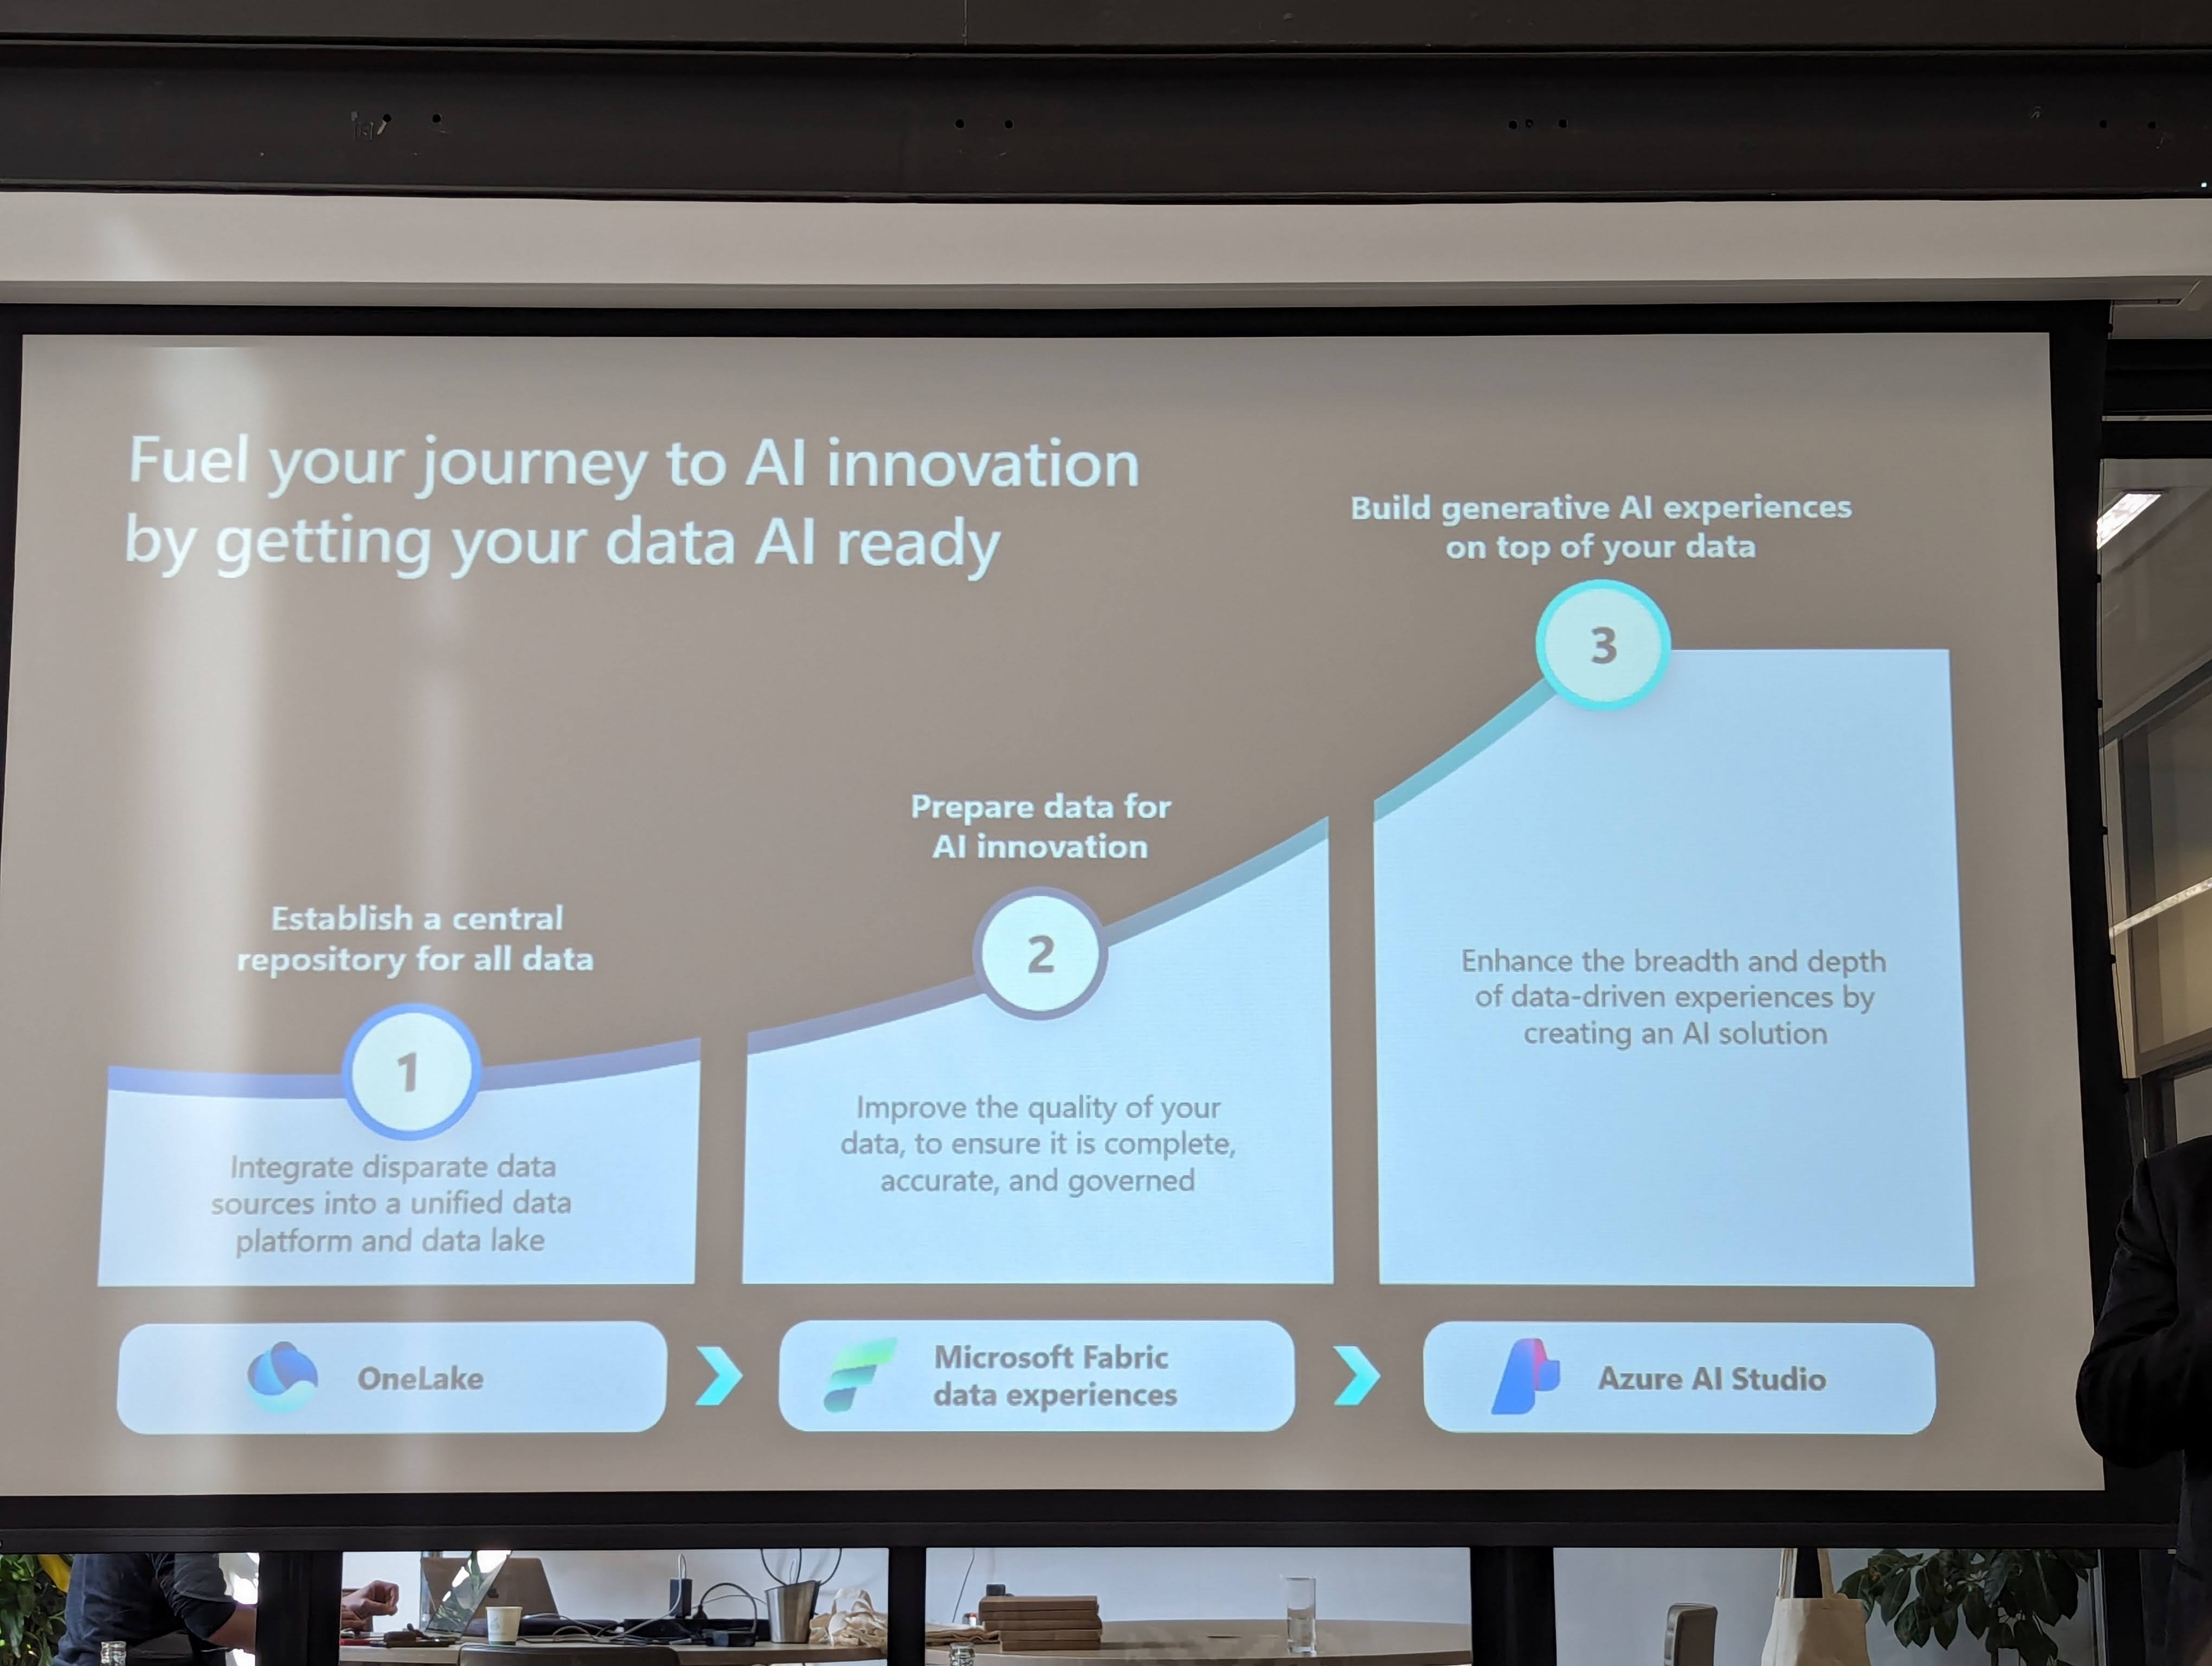 Fuel your journey to AI innovation
by getting your data AI ready
Establish a central
repository for all data
1
Integrate disparate data
sources into a unified data
platform and data lake
OneLake
Prepare data for
AI innovation
2
Improve the quality of your
data, to ensure it is complete,
accurate, and governed
Microsoft Fabric
data experiences
Build generative AI experiences
on top of your data
3
Enhance the breadth and depth
of data-driven experiences by
creating an AI solution
Azure AI Studio